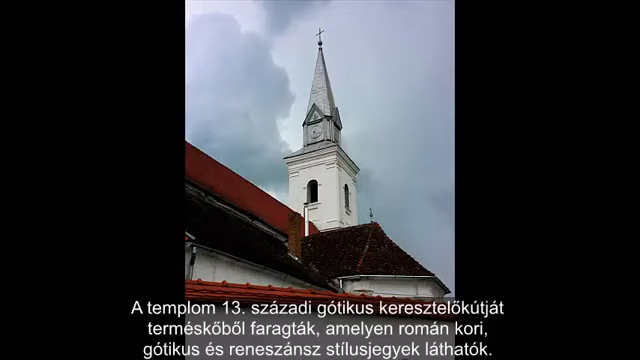 A templom 13. századi gótikus keresztelőkútját
terméskőből faragták, amelyen román kori,
gótikus és reneszánsz stílusjegyek láthatók.